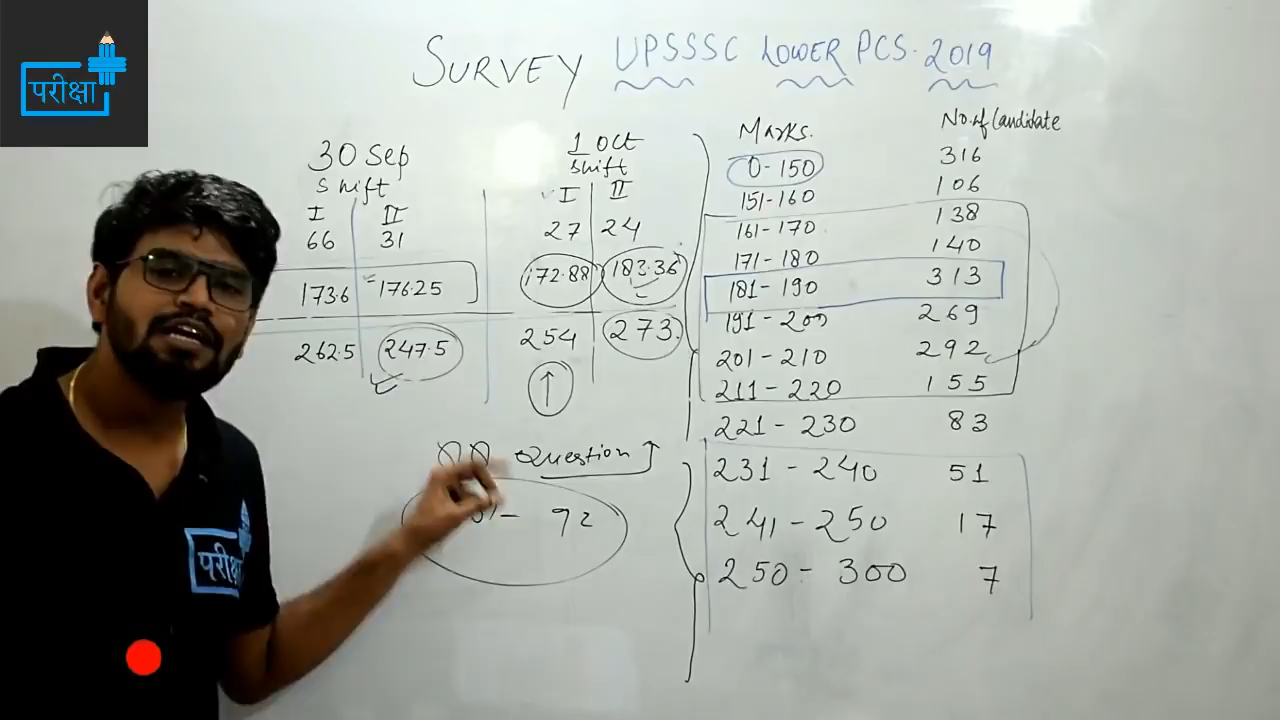 परीक्षा
SURVEY UPSSSC LOWER PCS-2019
30 Sep
Shift
I II
66 31
173.6 176.25
262.5 247.5
1 Oct
Shift
I II
27 24
172.88 183.36
254 273.
Question
92
Marks. No. of Candidate
0-150 316
151-160 106
161-170 138
171-180 140
181-190 313
191-200 269
201-210 292
211-220 155
221-230 83
231-240 51
241-250 17
250-300 7
परीक्षा